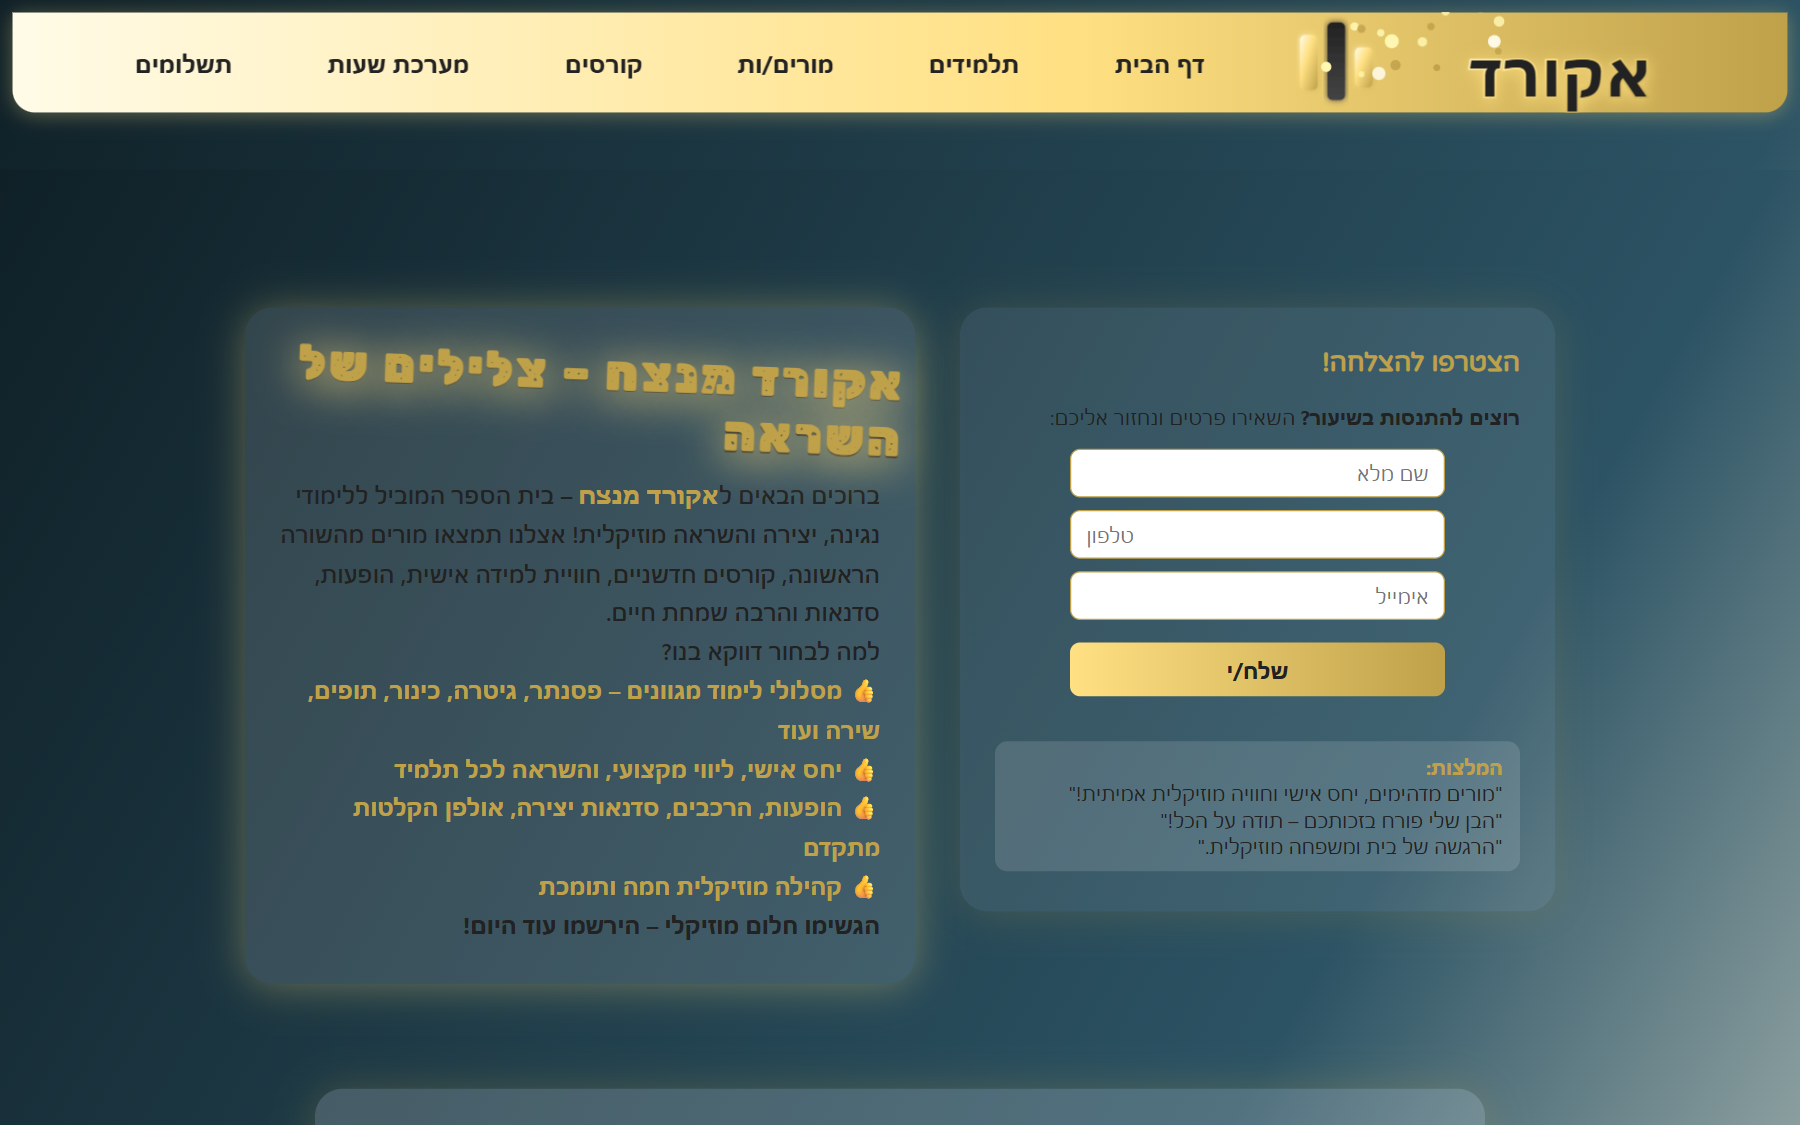 אקורד
דף הבית
תלמידים
מורים/ות
קורסים
מערכת שעות
תשלומים
הצטרפו להצלחה!
רוצים להתנסות בשיעור? השאירו פרטים ונחזור אליכם:
שם מלא
טלפון
אימייל
שלח/י
המלצות:
"מורים מדהימים, יחס אישי וחוויה מוזיקלית אמיתית!"
"הבן שלי פורח בזכותכם – תודה על הכל!"
"הרגשה של בית ומשפחה מוזיקלית."
אקורד מנצח – צלילים של
השראה
ברוכים הבאים לאקורד מנצח – בית הספר המוביל ללימודי
נגינה, יצירה והשראה מוזיקלית! אצלנו תמצאו מורים מהשורה
הראשונה, קורסים חדשניים, חוויית למידה אישית, הופעות,
סדנאות והרבה שמחת חיים.
למה לבחור דווקא בנו?
👍 מסלולי לימוד מגוונים – פסנתר, גיטרה, כינור, תופים,
שירה ועוד
👍 יחס אישי, ליווי מקצועי, והשראה לכל תלמיד
👍 הופעות, הרכבים, סדנאות יצירה, אולפן הקלטות
מתקדם
👍 קהילה מוזיקלית חמה ותומכת
הגשימו חלום מוזיקלי – הירשמו עוד היום!